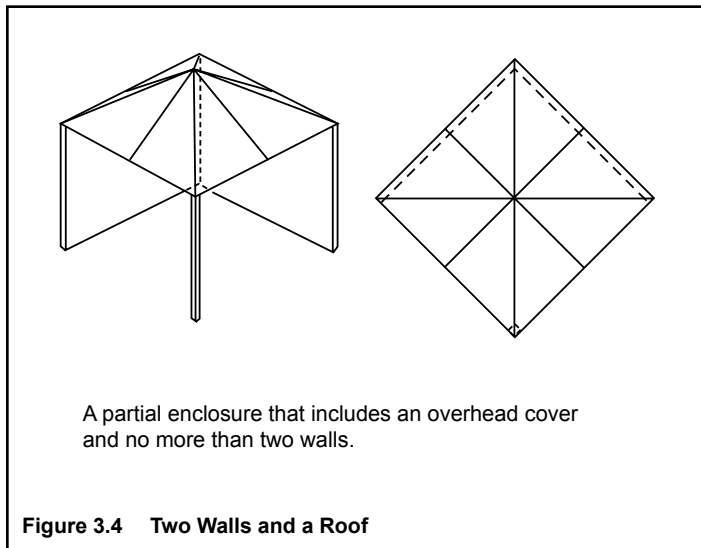 A partial enclosure that includes an overhead cover
and no more than two walls.
Figure 3.4 Two Walls and a Roof